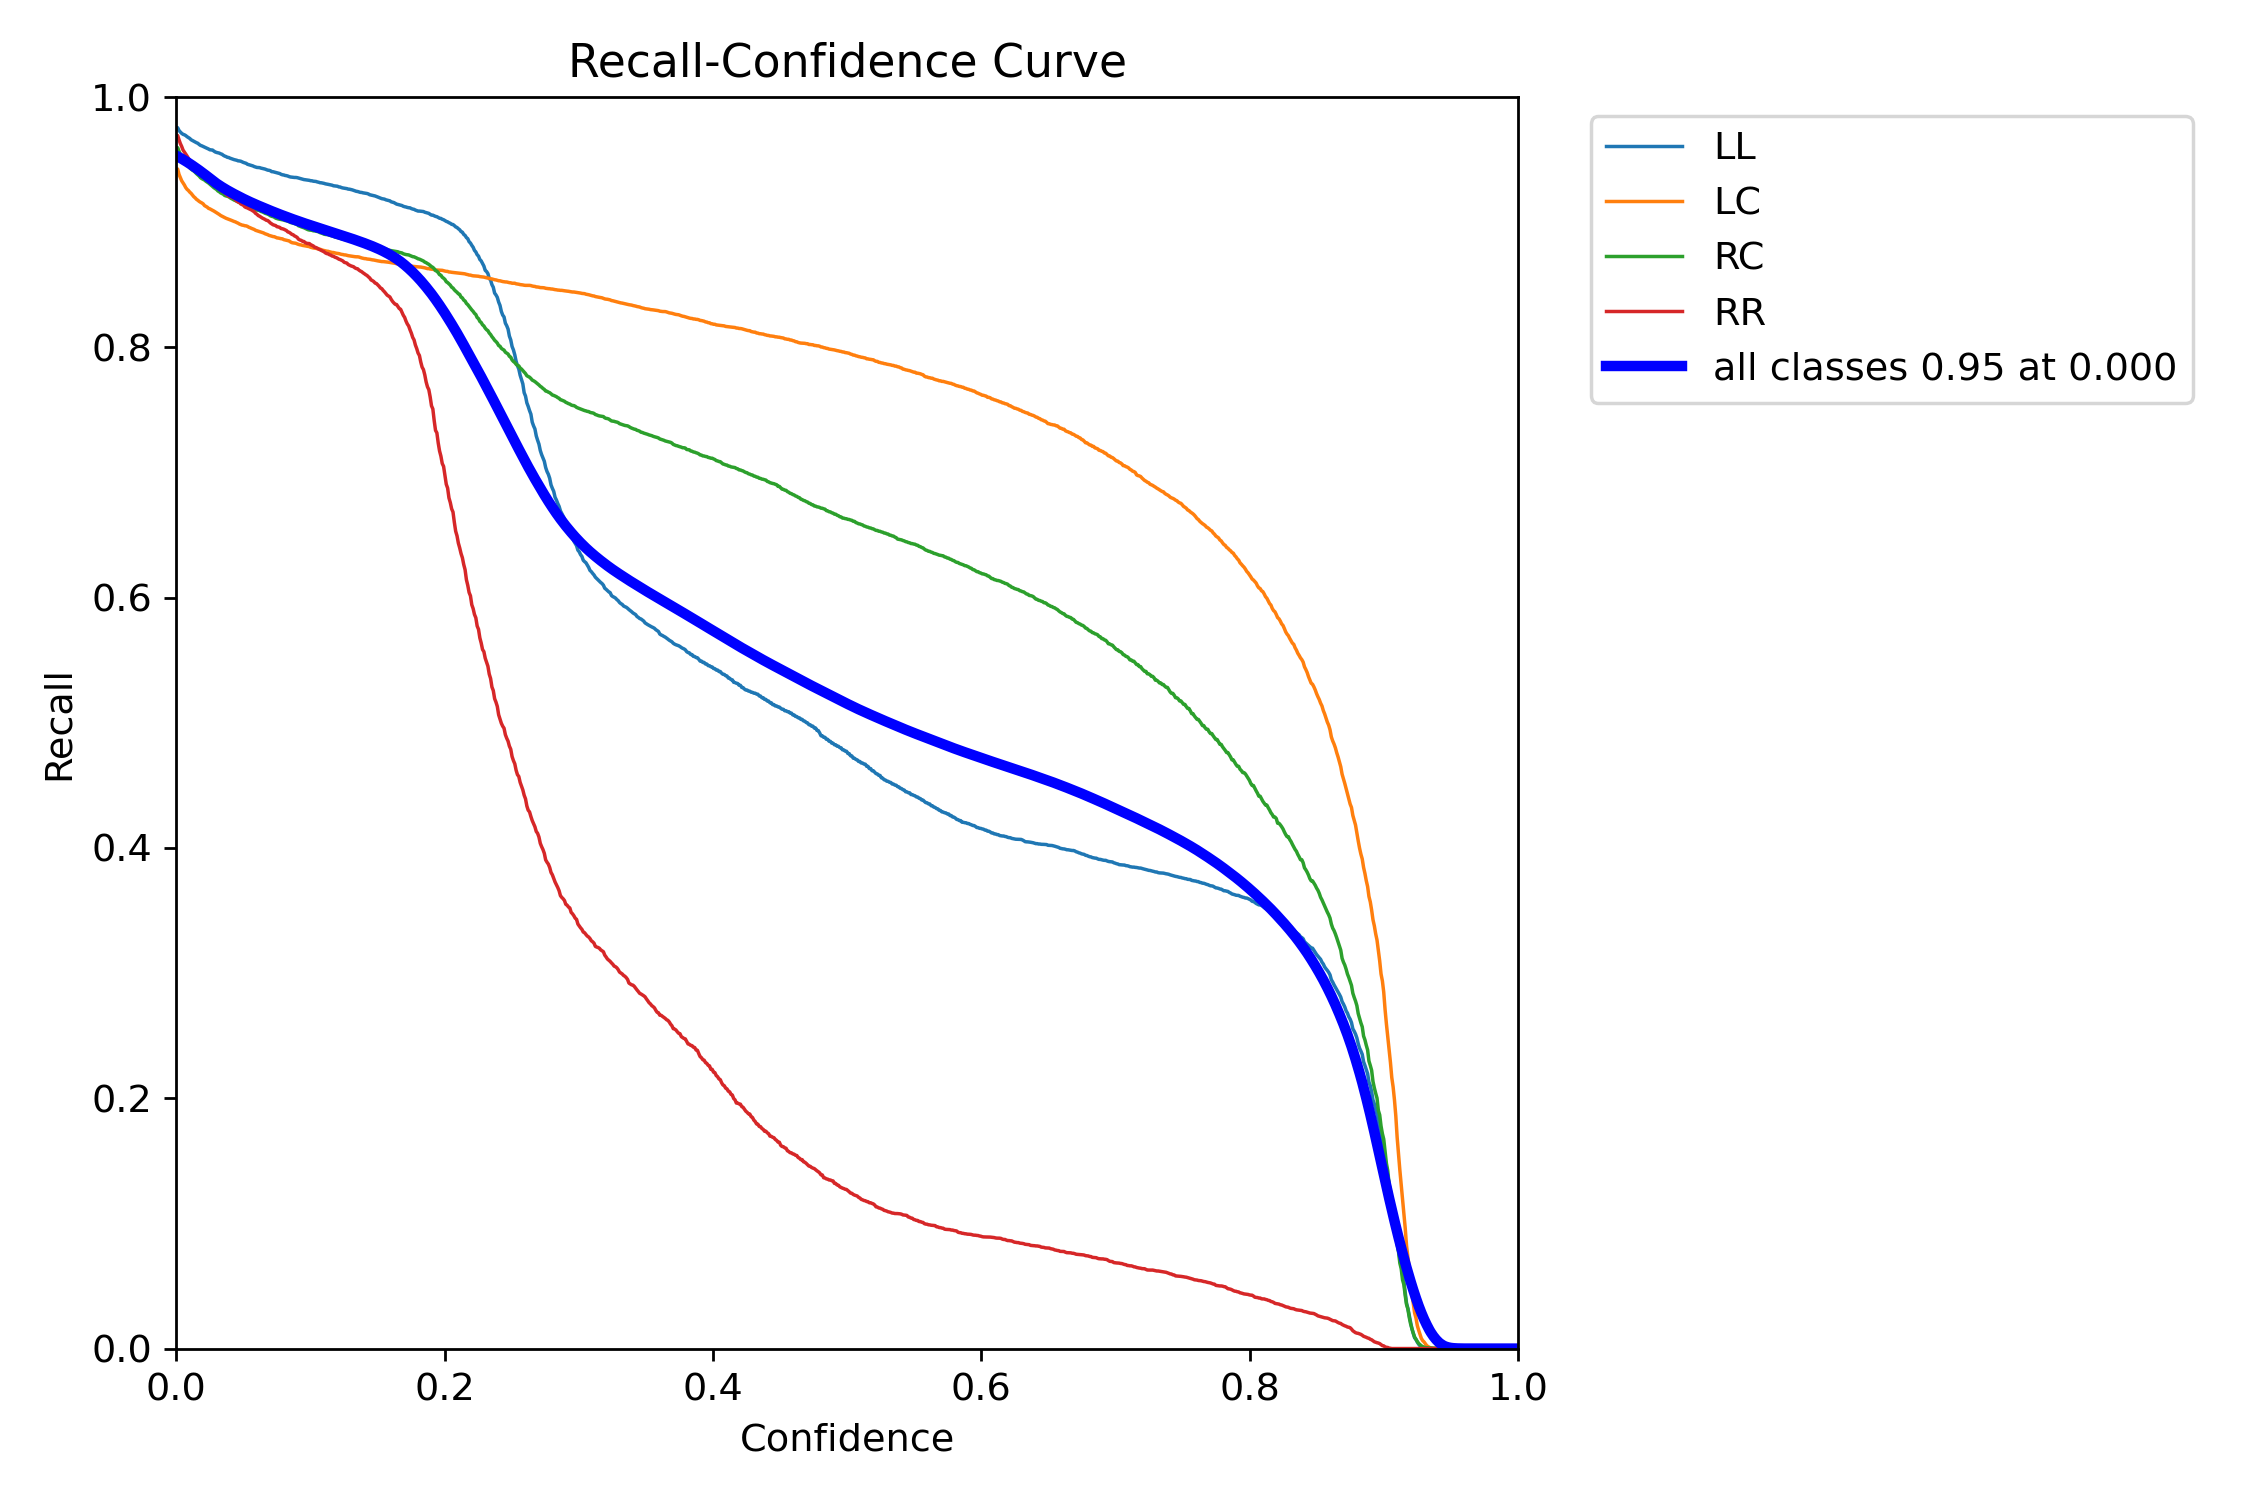 Recall-Confidence Curve
1.0
0.8
0.6
0.4
0.2
0.0
Recall
0.0 0.2 0.4 0.6 0.8 1.0
Confidence
LL
LC
RC
RR
all classes 0.95 at 0.000